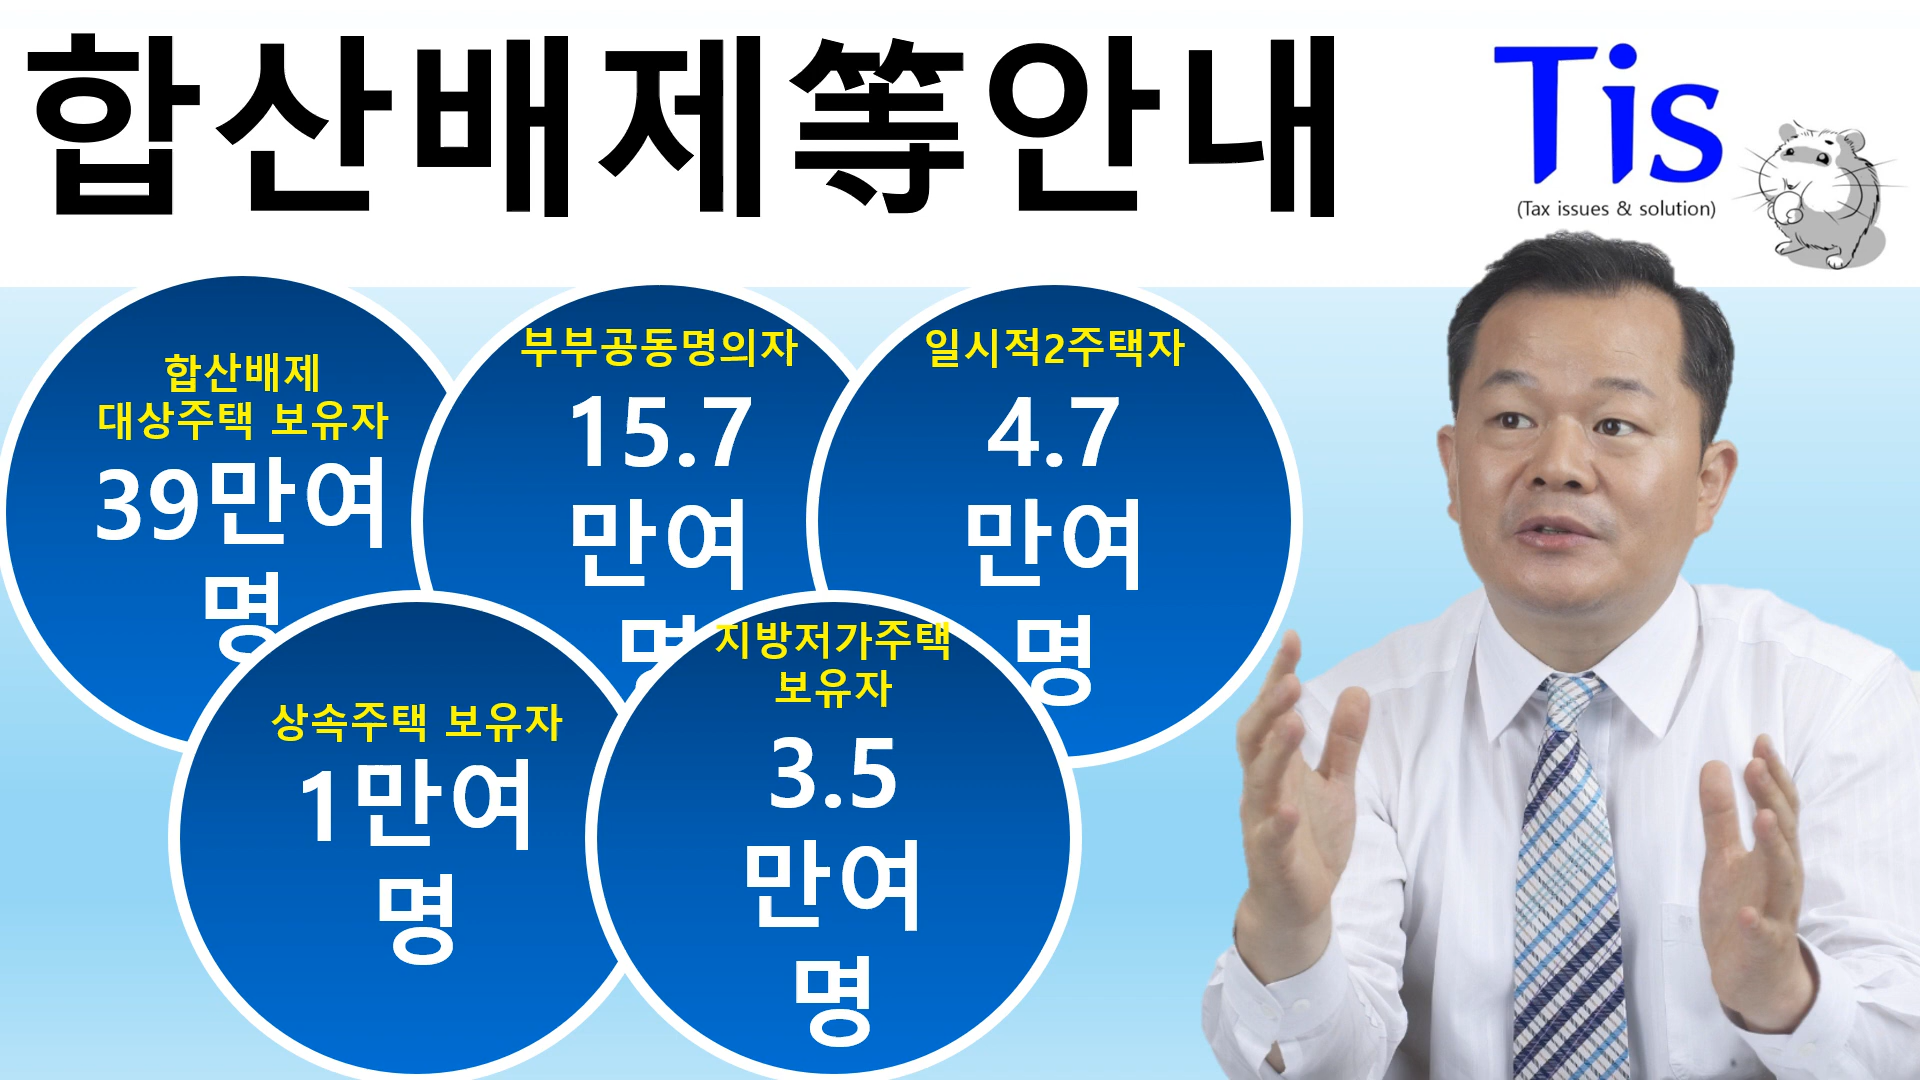 합산배제等안내
Tis
(Tax issues & solution)
합산배제
대상주택 보유자
39만여
명
부부공동명의자
15.7
만여
명
일시적2주택자
4.7
만여
명
상속주택 보유자
1만여
명
지방저가주택
보유자
3.5
만여
명